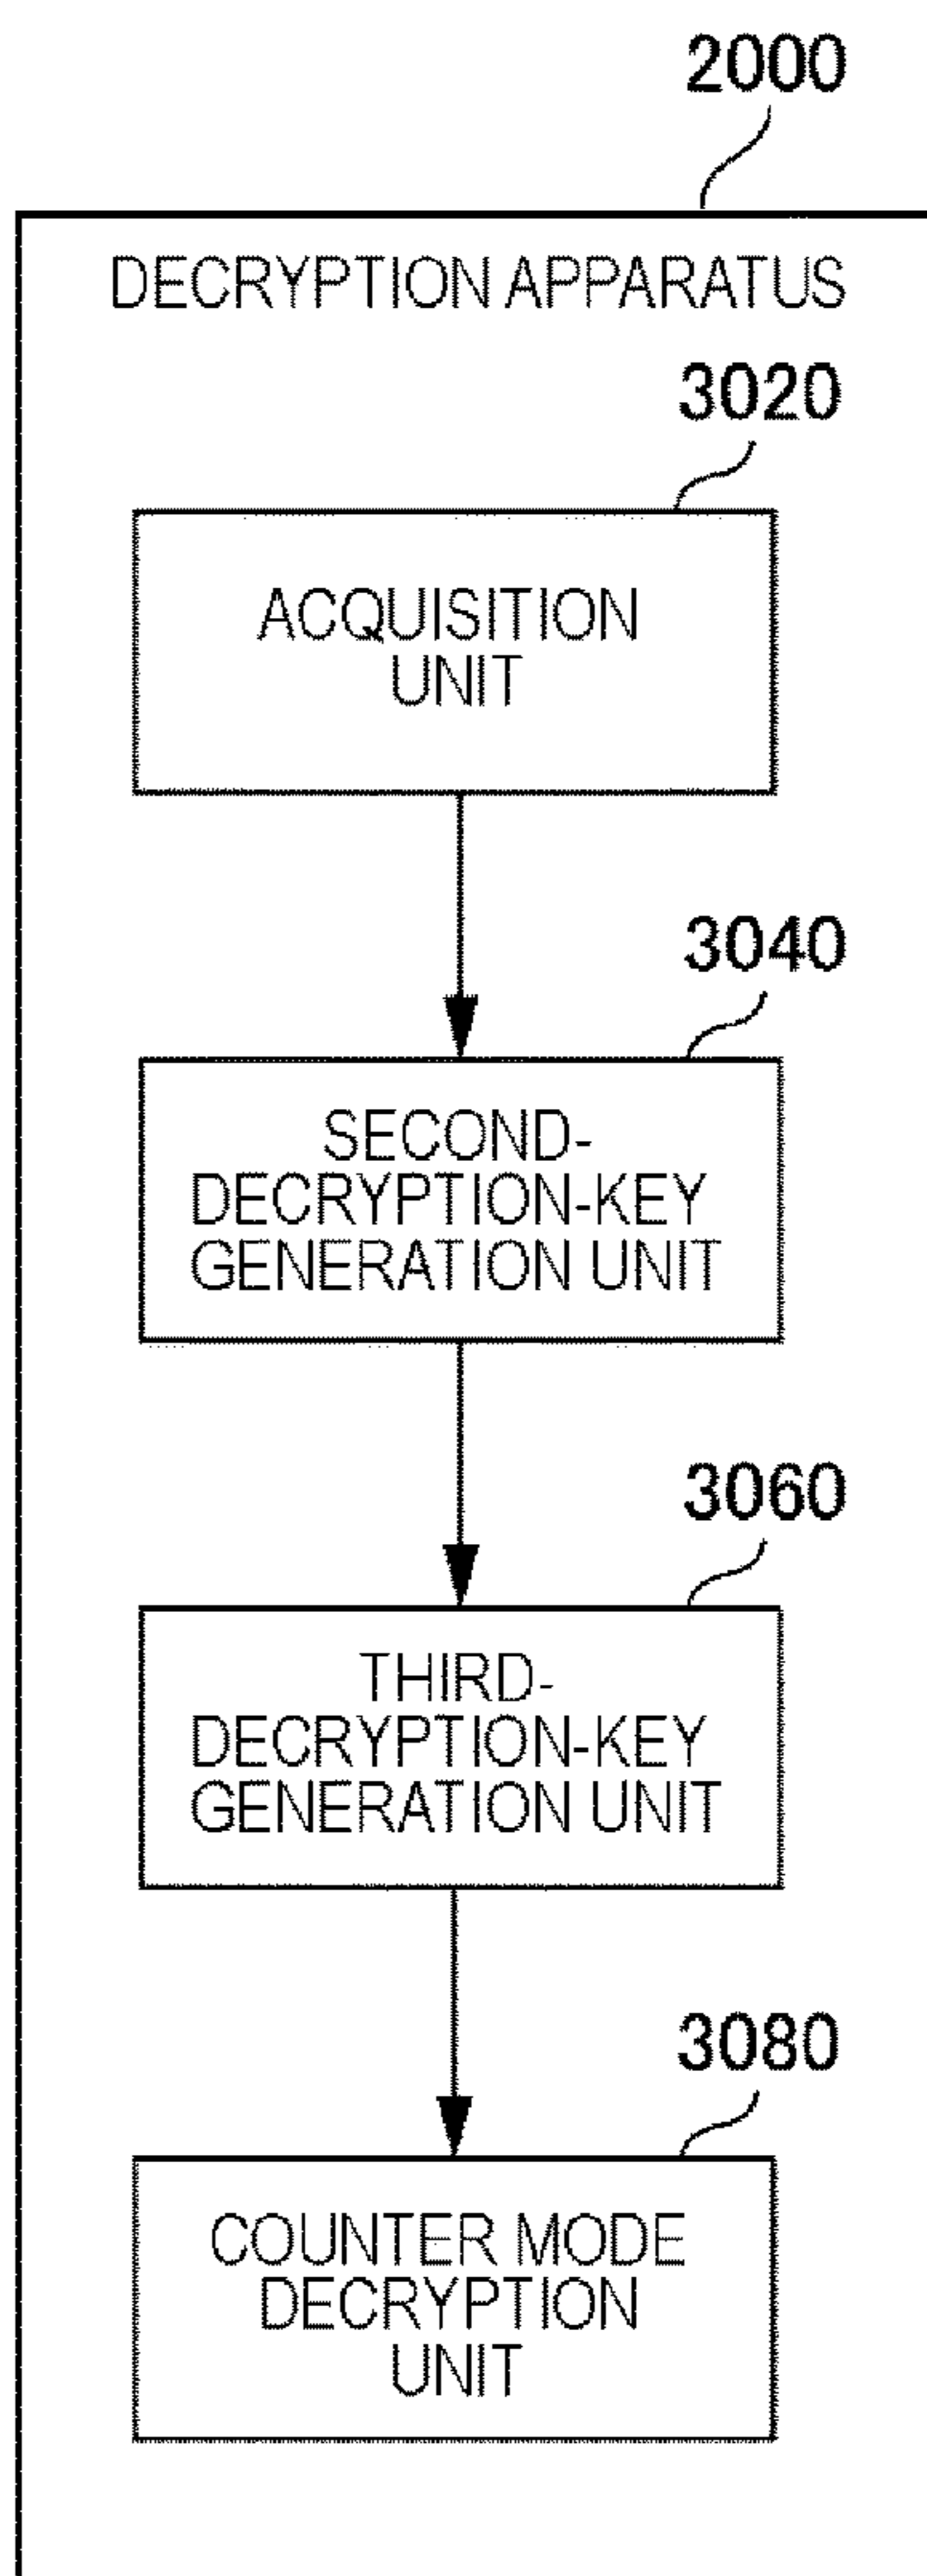 2000
DECRYPTION APPARATUS
3020
ACQUISITION
UNIT
3040
SECOND-
DECRYPTION-KEY
GENERATION UNIT
3060
THIRD-
DECRYPTION-KEY
GENERATION UNIT
3080
COUNTER MODE
DECRYPTION
UNIT